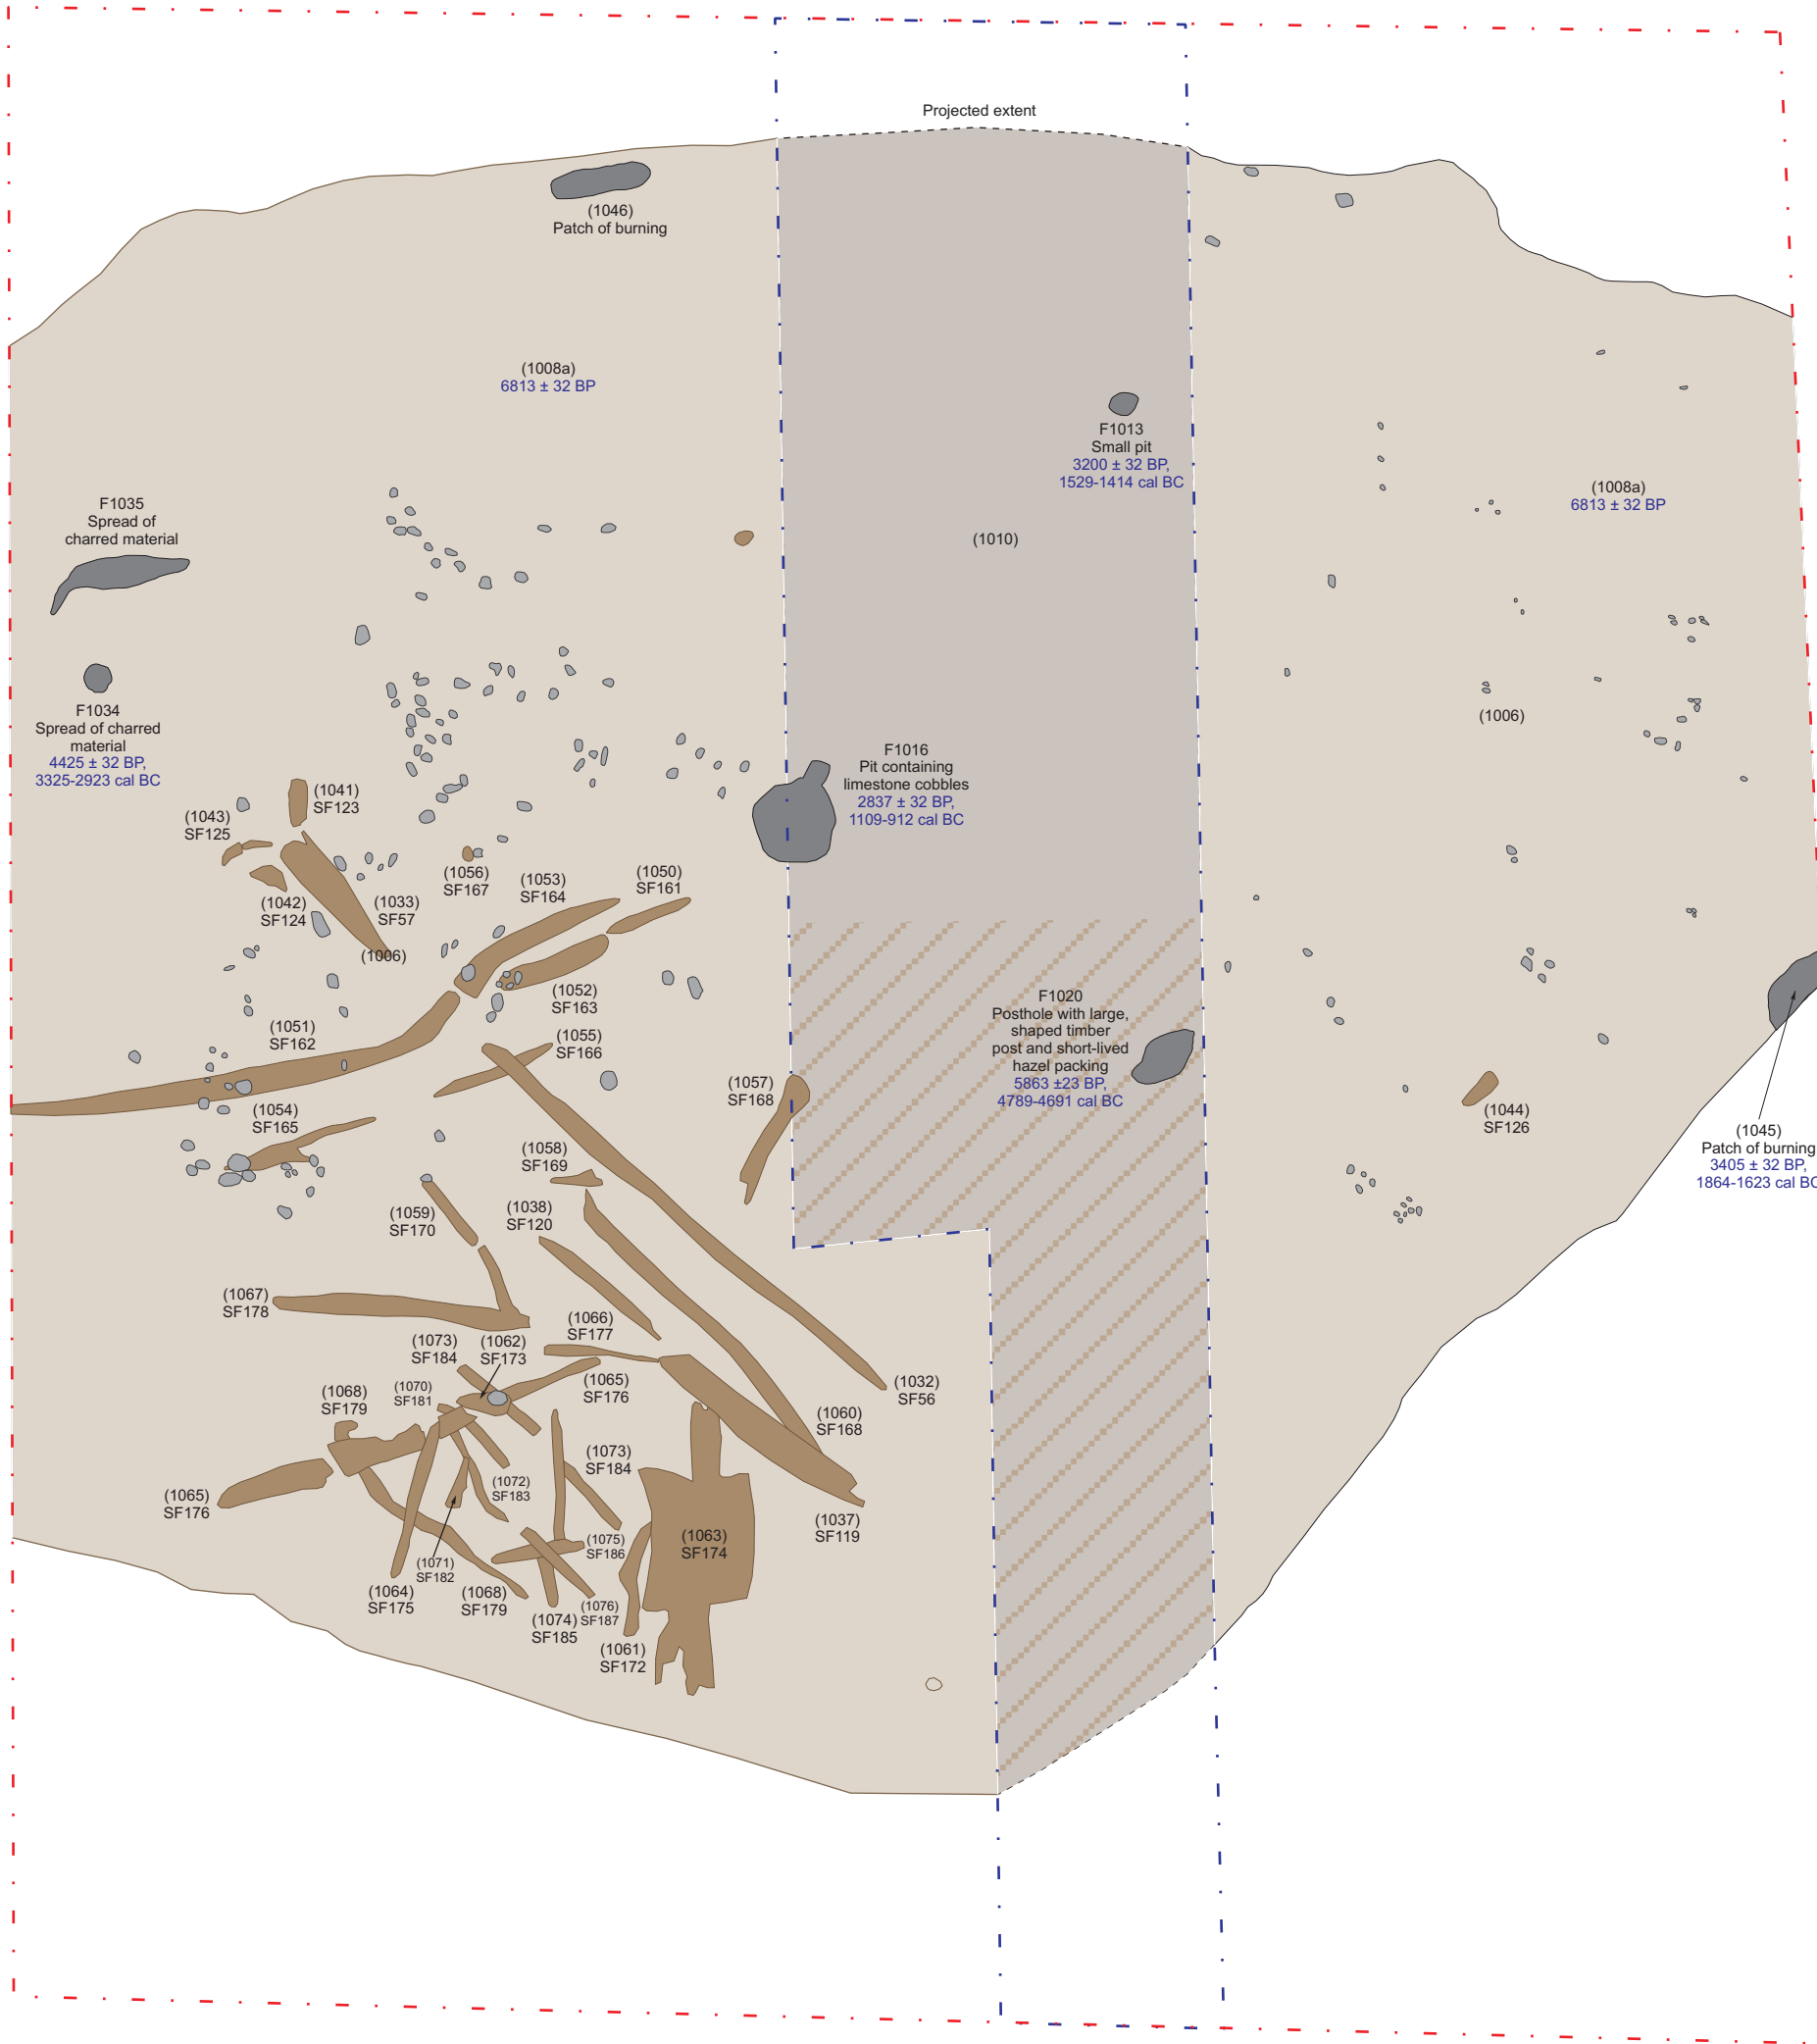 Projected extent
(1046)
Patch of burning
(1008a)
6813 ± 32 BP
F1013
Small pit
3200 ± 32 BP,
1529-1414 cal BC
(1008a)
6813 ± 32 BP
F1035
Spread of
charred material
(1010)
F1034
Spread of charred
material
4425 ± 32 BP,
3325-2923 cal BC
(1006)
F1016
Pit containing
limestone cobbles
2837 ± 32 BP,
1109-912 cal BC
(1041)
SF123
(1043)
SF125
(1056)
SF167
(1053)
SF164
(1050)
SF161
(1042)
SF124
(1033)
SF57
(1006)
(1052)
SF163
F1020
Posthole with large,
shaped timber
post and short-lived
hazel packing
5863 ±23 BP,
4789-4691 cal BC
(1051)
SF162
(1055)
SF166
(1057)
SF168
(1054)
SF165
(1044)
SF126
(1045)
Patch of burning
3405 ± 32 BP,
1864-1623 cal BC
(1058)
SF169
(1059)
SF170
(1038)
SF120
(1067)
SF178
(1066)
SF177
(1073)
SF184
(1062)
SF173
(1065)
SF176
(1032)
SF56
(1068)
SF179
(1070)
SF181
(1060)
SF168
(1065)
SF176
(1072)
SF183
(1073)
SF184
(1037)
SF119
(1063)
SF174
(1075)
SF186
(1071)
SF182
(1064)
SF175
(1068)
SF179
(1074)
SF185
(1076)
SF187
(1061)
SF172